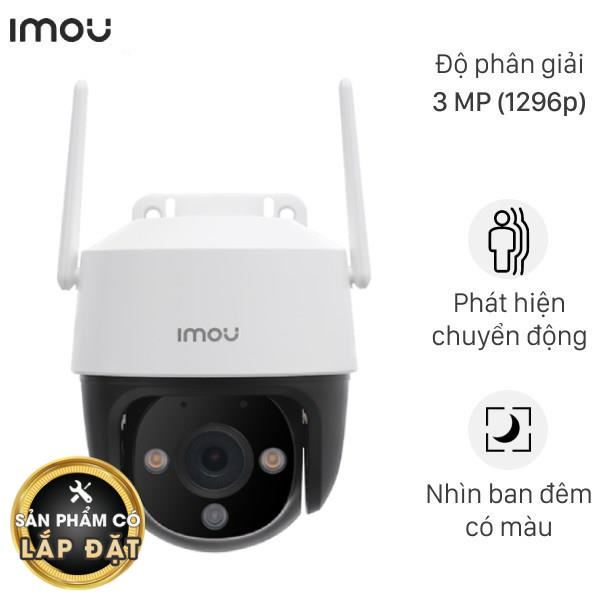 imou
Độ phân giải
3 MP (1296p)
imou
Phát hiện
chuyển động
Nhìn ban đêm
có màu
SẢN PHẨM CÓ
LẮP ĐẶT